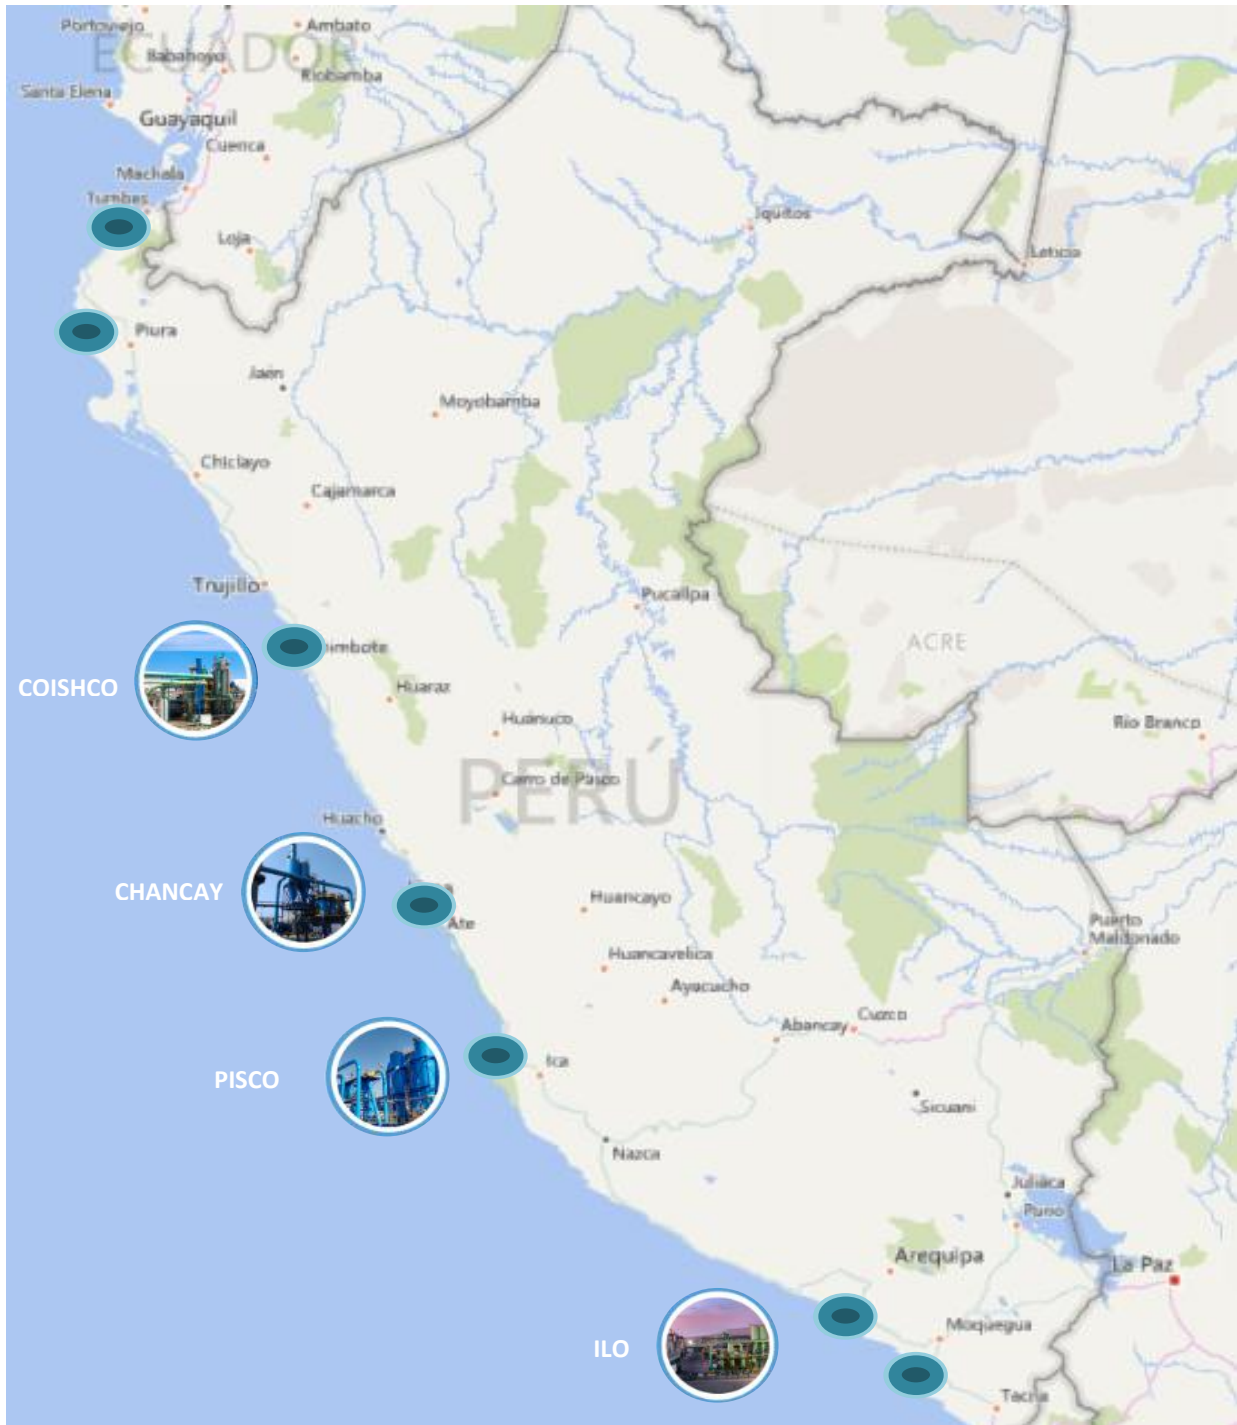 Portoviejo
Ambato
ECUADOR
Babahoyo
Riobamba
Santa Elena
Guayaquil
Cuenca
Machala
Tumbes
Loja
Iquitos
Leticia
Piura
Jaén
Moyobamba
Chiclayo
Cajamarca
Trujillo
Pucallpa
ACRE
imbote
COISHCO
Huaraz
Huánuco
Rio Branco
PERÚ
Cerro de Pasco
Huacho
CHANCAY
Huancayo
Ate
Puerto
Maldonado
Huancavelica
Ayacucho
Cuzco
Abancay
PISCO
Ica
Sicuani
Nazca
Juliaca
Puno
Arequipa
La Paz
Moquegua
ILO
Tacna